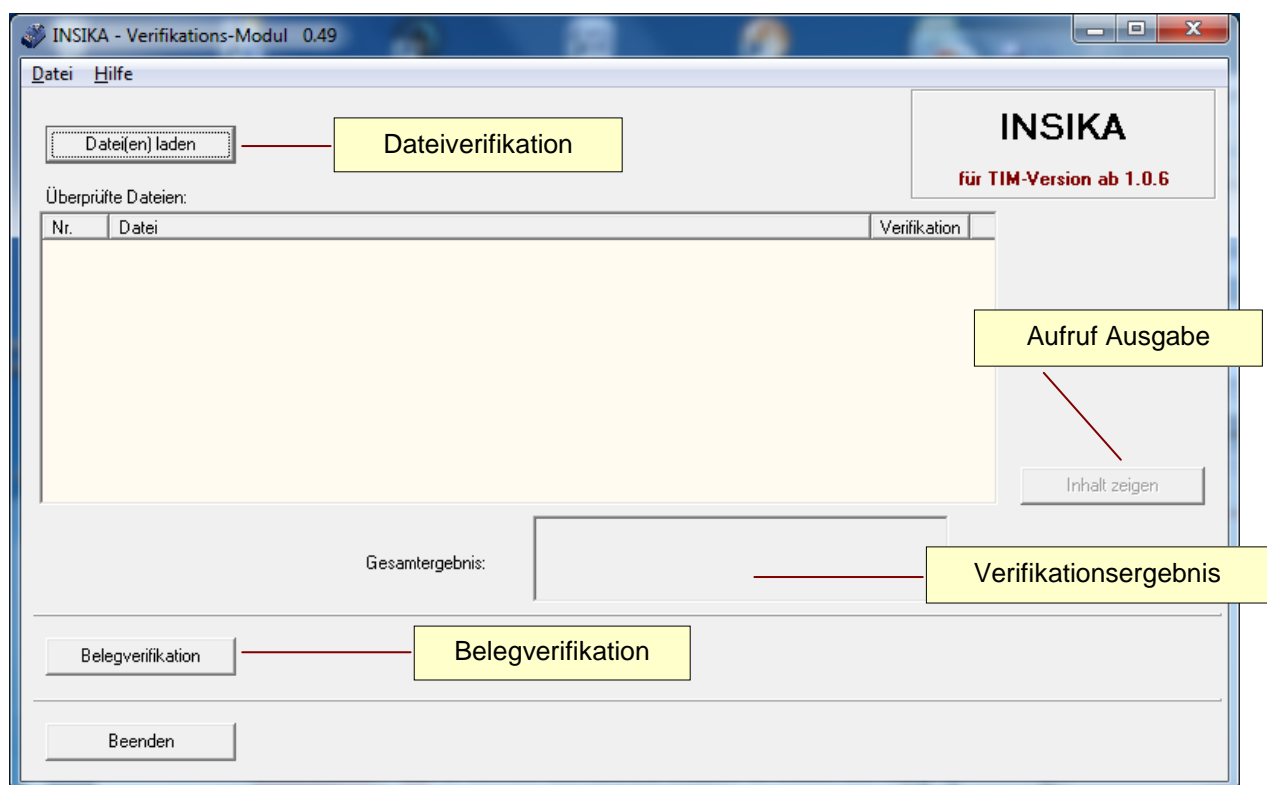 INSIKA - Verifikations-Modul 0.49
Datei Hilfe
Datei(en) laden
Dateiverifikation
INSIKA
für TIM-Version ab 1.0.6
Überprüfte Dateien:
Nr. Datei Verifikation
Aufruf Ausgabe
Inhalt zeigen
Gesamtergebnis:
Verifikationsergebnis
Belegverifikation
Belegverifikation
Beenden